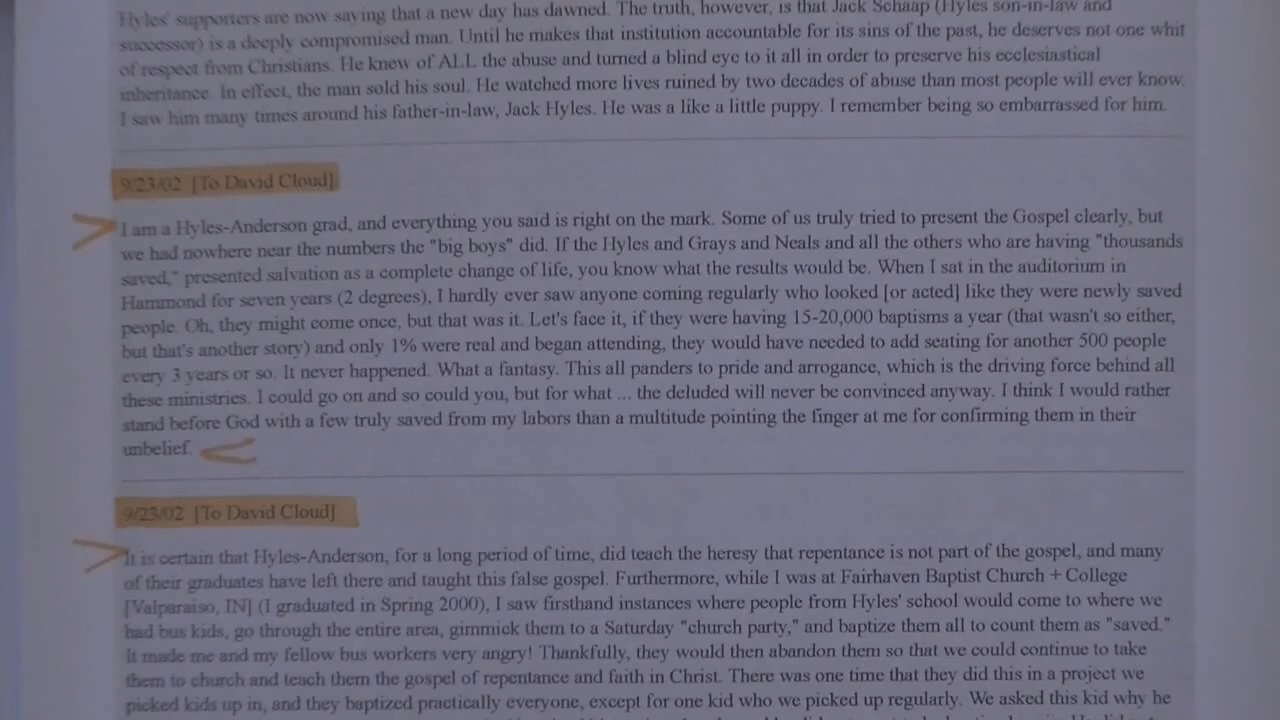 Hyles' supporters are now saying that a new day has dawned. The truth, however, is that Jack Schaap (Hyles son-in-law and
successor) is a deeply compromised man. Until he makes that institution accountable for its sins of the past, he deserves not one whit
of respect from Christians. He knew of ALL the abuse and turned a blind eye to it all in order to preserve his ecclesiastical
inheritance. In effect, the man sold his soul. He watched more lives ruined by two decades of abuse than most people will ever know.
I saw him many times around his father-in-law, Jack Hyles. He was a like a little puppy. I remember being so embarrassed for him.
9/23/02 [To David Cloud]
I am a Hyles-Anderson grad, and everything you said is right on the mark. Some of us truly tried to present the Gospel clearly, but
we had nowhere near the numbers the "big boys" did. If the Hyles and Grays and Neals and all the others who are having "thousands
saved," presented salvation as a complete change of life, you know what the results would be. When I sat in the auditorium in
Hammond for seven years (2 degrees), I hardly ever saw anyone coming regularly who looked [or acted] like they were newly saved
people. Oh, they might come once, but that was it. Let's face it, if they were having 15-20,000 baptisms a year (that wasn't so either,
but that's another story) and only 1% were real and began attending, they would have needed to add seating for another 500 people
every 3 years or so. It never happened. What a fantasy. This all panders to pride and arrogance, which is the driving force behind all
these ministries. I could go on and so could you, but for what ... the deluded will never be convinced anyway. I think I would rather
stand before God with a few truly saved from my labors than a multitude pointing the finger at me for confirming them in their
unbelief.
9/23/02 [To David Cloud]
It is certain that Hyles-Anderson, for a long period of time, did teach the heresy that repentance is not part of the gospel, and many
of their graduates have left there and taught this false gospel. Furthermore, while I was at Fairhaven Baptist Church + College
[Valparaiso, IN] (I graduated in Spring 2000), I saw firsthand instances where people from Hyles' school would come to where we
had bus kids, go through the entire area, gimmick them to a Saturday "church party," and baptize them all to count them as "saved."
It made me and my fellow bus workers very angry! Thankfully, they would then abandon them so that we could continue to take
them to church and teach them the gospel of repentance and faith in Christ. There was one time that they did this in a project we
picked kids up in, and they baptized practically everyone, except for one kid who we picked up regularly. We asked this kid why he